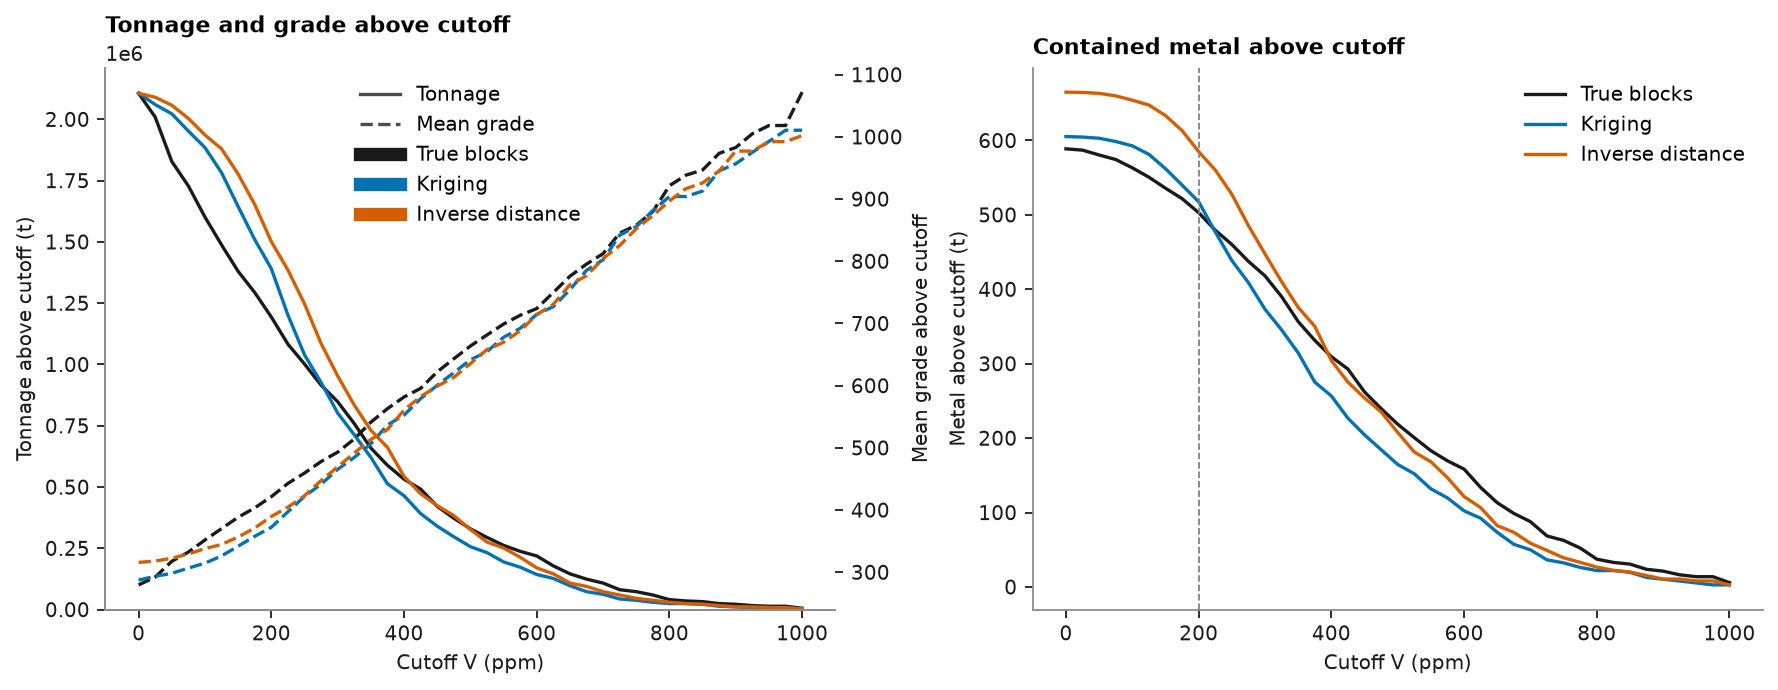 Tonnage and grade above cutoff
1e6
Tonnage
Mean grade
True blocks
Kriging
Inverse distance
2.00
1.75
1.50
1.25
1.00
0.75
0.50
0.25
0.00
Tonnage above cutoff (t)
0 200 400 600 800 1000
Cutoff V (ppm)
1100
1000
900
800
700
600
500
400
300
Mean grade above cutoff
Contained metal above cutoff
True blocks
Kriging
Inverse distance
600
500
400
300
200
100
0
Metal above cutoff (t)
0 200 400 600 800 1000
Cutoff V (ppm)